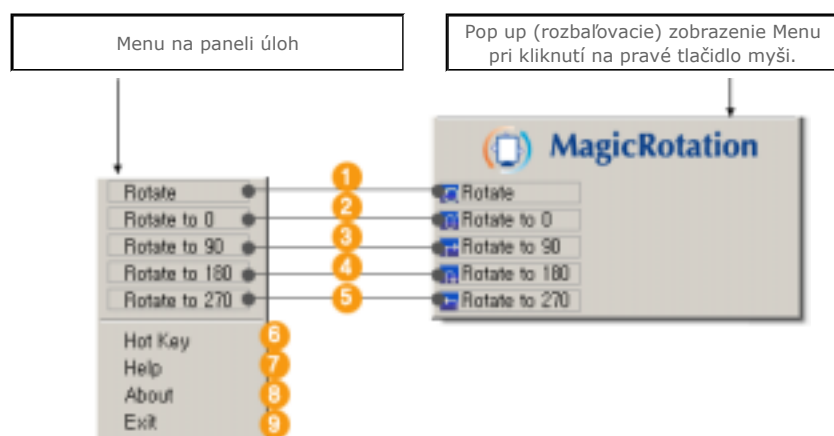 Menu na paneli úloh
Pop up (rozbaľovacie) zobrazenie Menu
pri kliknutí na pravé tlačidlo myši.
MagicRotation
Rotate
1
Rotate
Rotate to 0
2
Rotate to 0
Rotate to 90
3
Rotate to 90
Rotate to 180
4
Rotate to 180
Rotate to 270
5
Rotate to 270
Hot Key
6
Help
7
About
8
Exit
9